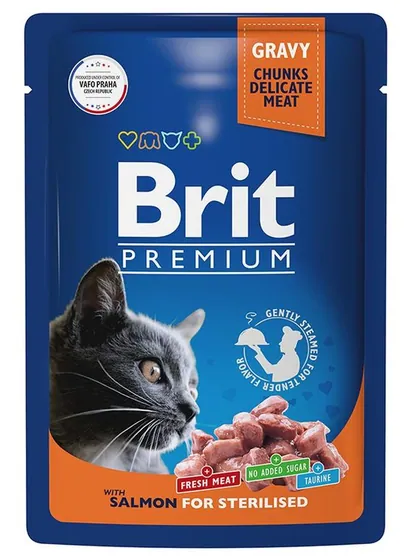 GRAVY
CHUNKS
DELICATE
MEAT
PRODUCED UNDER CONTROL OF
VAFO PRAHA
CZECH REPUBLIC
Brit
PREMIUM
GENTLY STEAMED
FOR TENDER FLAVOR
FRESH MEAT
NO ADDED SUGAR
TAURINE
WITH
SALMON FOR STERILISED